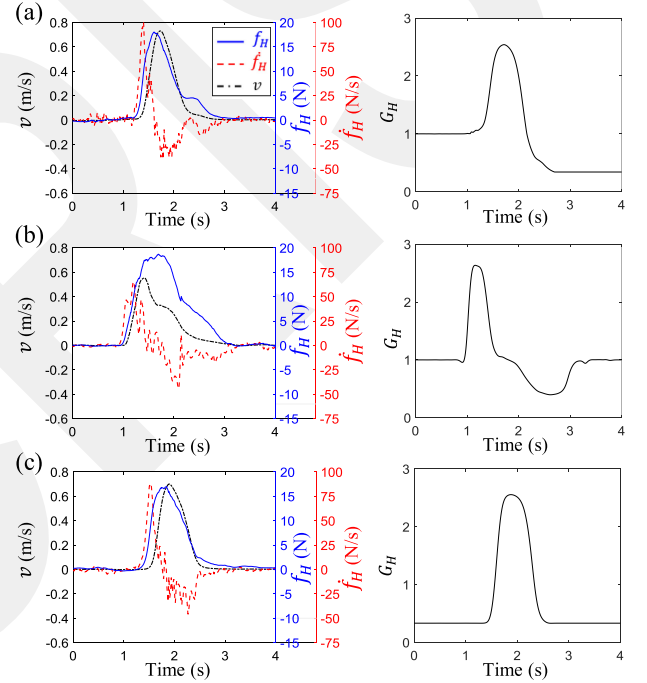 (a)
0.8 20 100 3
0.6 15 75
0.4 10 50 2
0.2 5 25
0 0 0 1
-0.2 -5 -25
-0.4 -10 -50
-0.6 -15 -75 0
f_H
ḟ_H
v
v (m/s)
f_H (N)
ḟ_H (N/s)
G_H
0 1 2 3 4
Time (s)
0 1 2 3 4
Time (s)
(b)
0.8 20 100 3
0.6 15 75
0.4 10 50 2
0.2 5 25
0 0 0 1
-0.2 -5 -25
-0.4 -10 -50
-0.6 -15 -75 0
v (m/s)
f_H (N)
ḟ_H (N/s)
G_H
0 1 2 3 4
Time (s)
0 1 2 3 4
Time (s)
(c)
0.8 20 100 3
0.6 15 75
0.4 10 50 2
0.2 5 25
0 0 0 1
-0.2 -5 -25
-0.4 -10 -50
-0.6 -15 -75 0
v (m/s)
f_H (N)
ḟ_H (N/s)
G_H
0 1 2 3 4
Time (s)
0 1 2 3 4
Time (s)